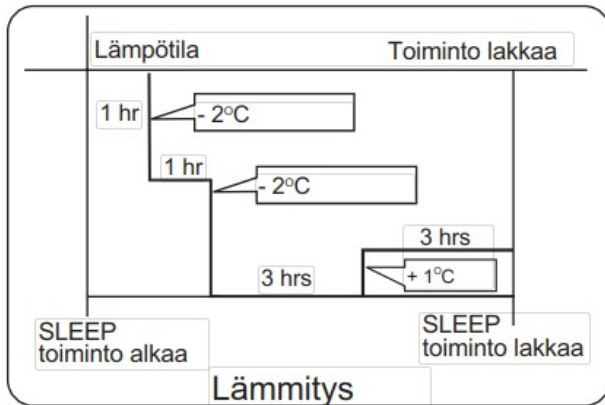 Lämpötila
Toiminto lakkaa
1 hr
- 2°C
1 hr
- 2°C
3 hrs
3 hrs
+ 1°C
SLEEP
toiminto alkaa
SLEEP
toiminto lakkaa
Lämmitys